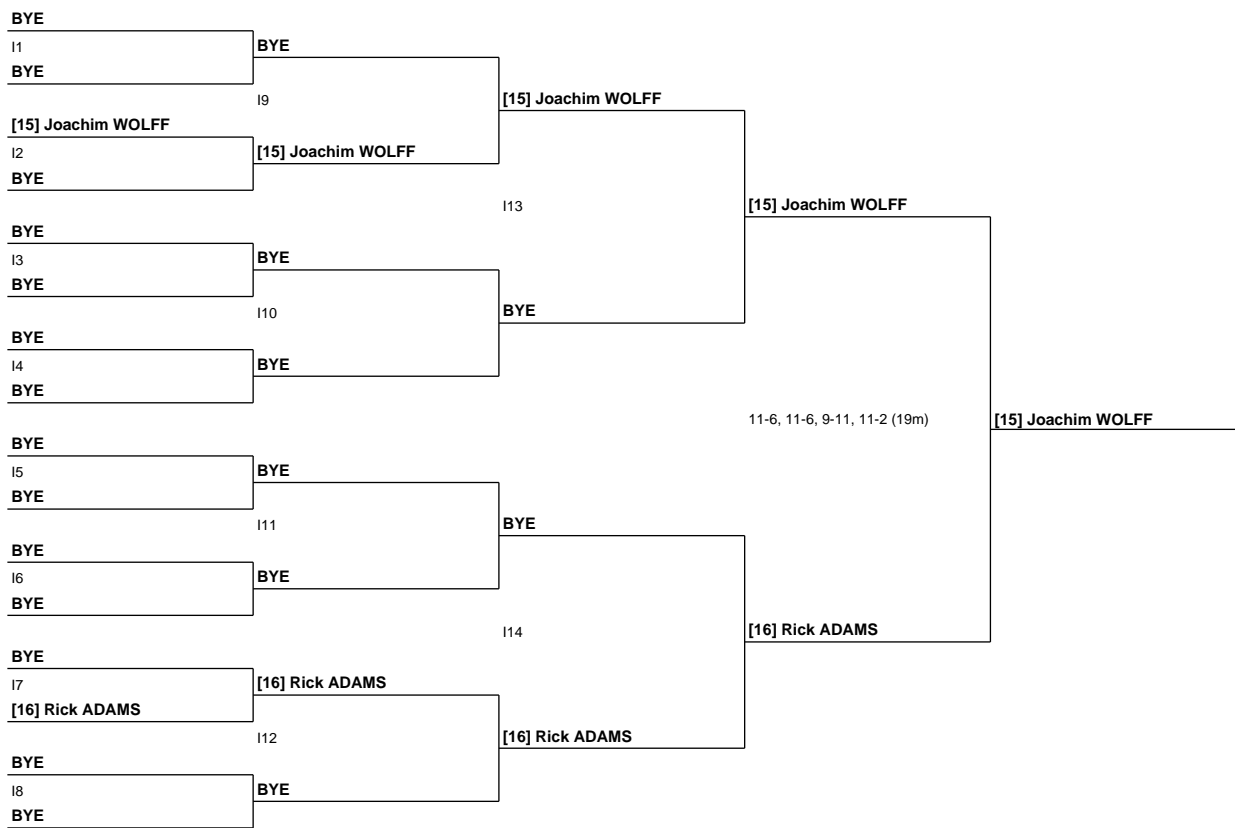 BYE
I1
BYE
BYE
I9
[15] Joachim WOLFF
[15] Joachim WOLFF
I2
[15] Joachim WOLFF
BYE
I13
[15] Joachim WOLFF
BYE
I3
BYE
BYE
I10
BYE
BYE
I4
BYE
BYE
11-6, 11-6, 9-11, 11-2 (19m)
[15] Joachim WOLFF
BYE
I5
BYE
BYE
I11
BYE
BYE
I6
BYE
BYE
I14
[16] Rick ADAMS
BYE
I7
[16] Rick ADAMS
[16] Rick ADAMS
I12
[16] Rick ADAMS
BYE
I8
BYE
BYE